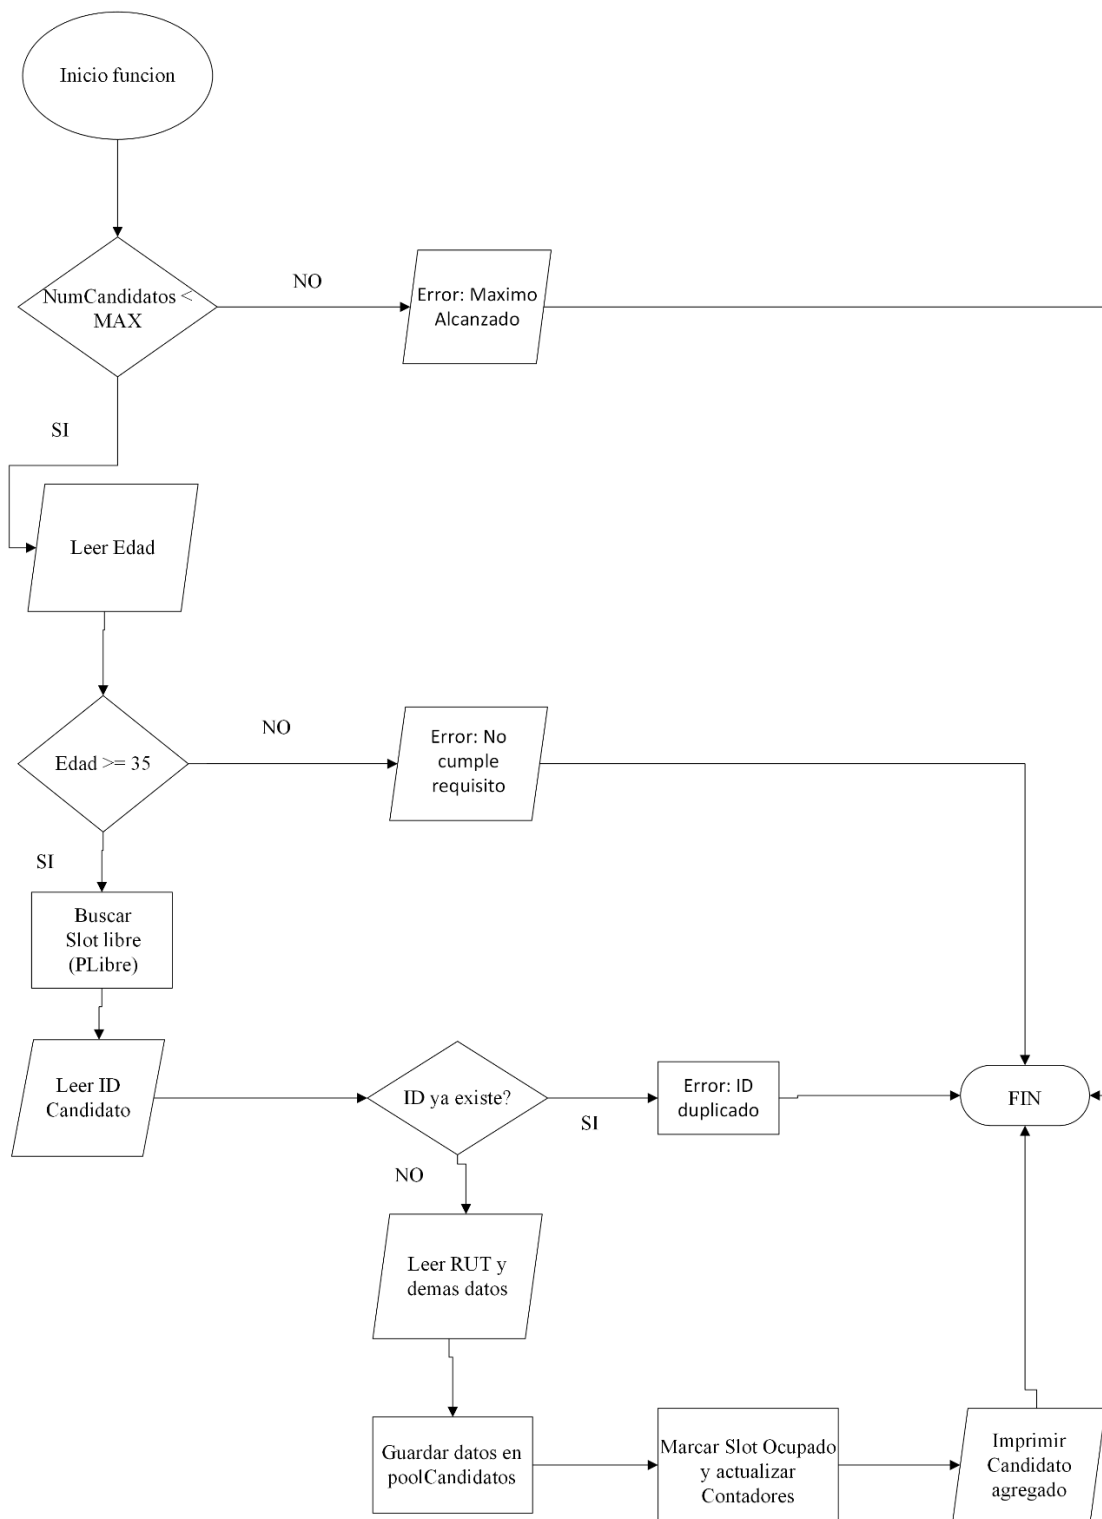 Inicio funcion
NumCandidatos <
MAX
NO
Error: Maximo
Alcanzado
SI
Leer Edad
Edad >= 35
NO
Error: No
cumple
requisito
SI
Buscar
Slot libre
(PLibre)
Leer ID
Candidato
ID ya existe?
SI
Error: ID
duplicado
FIN
NO
Leer RUT y
demas datos
Guardar datos en
poolCandidatos
Marcar Slot Ocupado
y actualizar
Contadores
Imprimir
Candidato
agregado